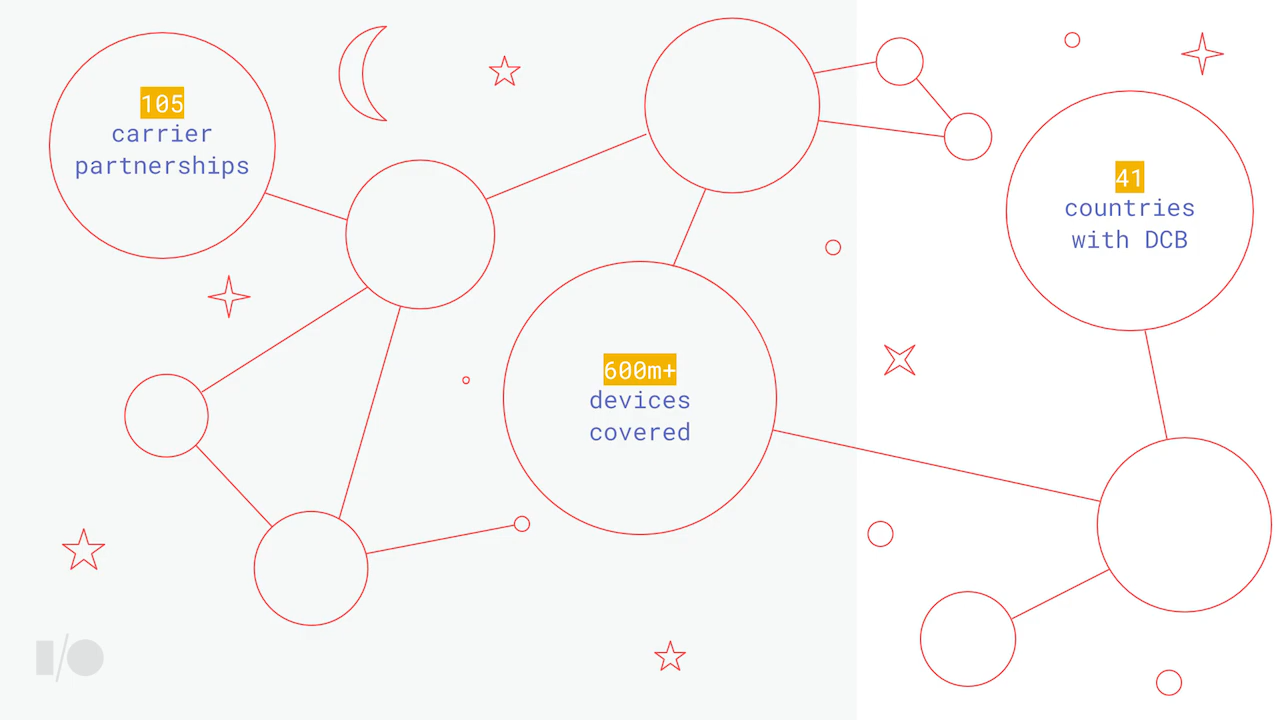 105
carrier
partnerships
41
countries
with DCB
600m+
devices
covered
I/O